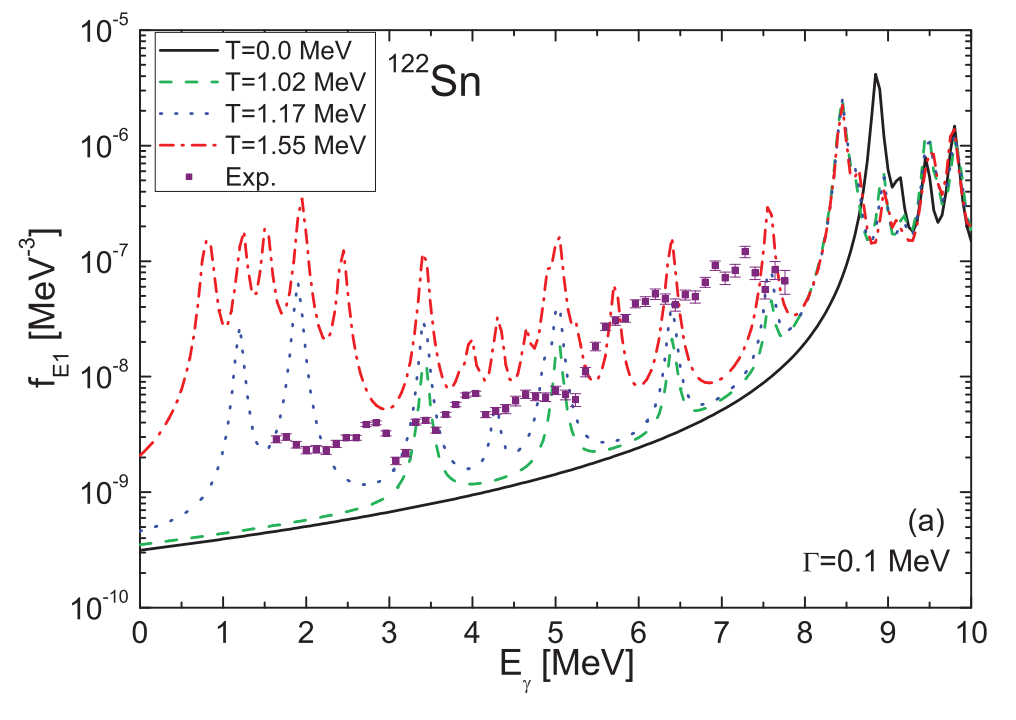 10⁻⁵
T=0.0 MeV
T=1.02 MeV
T=1.17 MeV
T=1.55 MeV
Exp.
¹²²Sn
10⁻⁶
10⁻⁷
10⁻⁸
10⁻⁹
10⁻¹⁰
f_E1 [MeV⁻³]
(a)
Γ=0.1 MeV
0 1 2 3 4 5 6 7 8 9 10
E_γ [MeV]